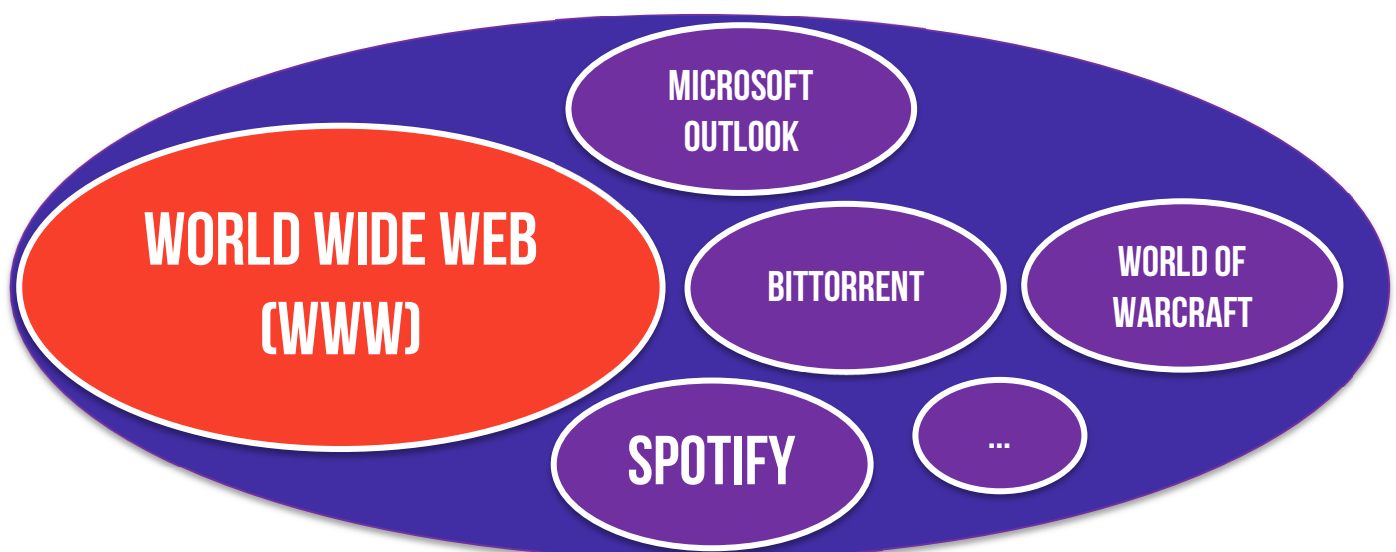 MICROSOFT
OUTLOOK
WORLD WIDE WEB
(WWW)
BITTORRENT
WORLD OF
WARCRAFT
SPOTIFY
...